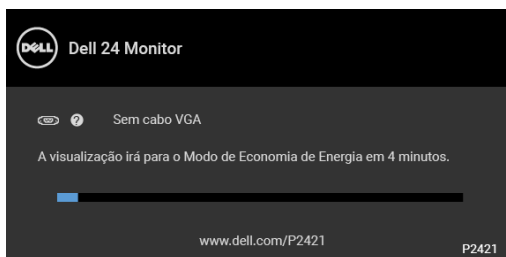 DELL
Dell 24 Monitor
? Sem cabo VGA
A visualização irá para o Modo de Economia de Energia em 4 minutos.
www.dell.com/P2421
P2421